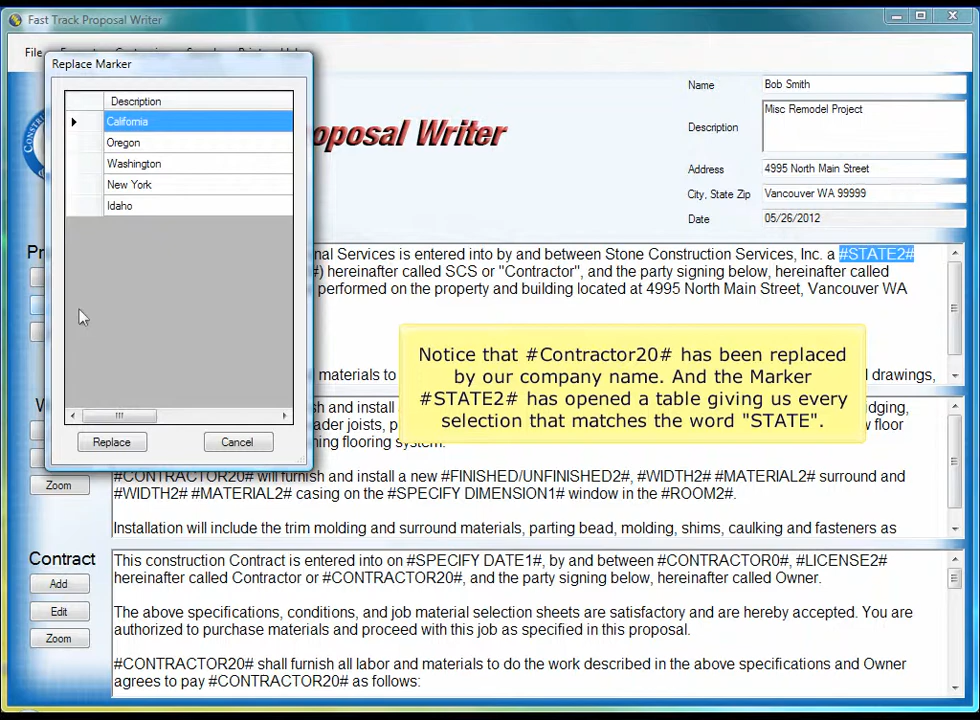 Fast Track Proposal Writer
File
Replace Marker
Description
California
Oregon
Washington
New York
Idaho
Replace
Cancel
oposal Writer
Name
Bob Smith
Description
Misc Remodel Project
Address
4995 North Main Street
City, State Zip
Vancouver WA 99999
Date
05/26/2012
nal Services is entered into by and between Stone Construction Services, Inc. a #STATE2#
#) hereinafter called SCS or "Contractor", and the party signing below, hereinafter called
performed on the property and building located at 4995 North Main Street, Vancouver WA
materials to
drawings,
Notice that #Contractor20# has been replaced
by our company name. And the Marker
#STATE2# has opened a table giving us every
selection that matches the word "STATE".
Zoom
#CONTRACTOR20# will furnish and install a new #FINISHED/UNFINISHED2#, #WIDTH2# #MATERIAL2# surround and
#WIDTH2# #MATERIAL2# casing on the #SPECIFY DIMENSION1# window in the #ROOM2#.
Installation will include the trim molding and surround materials, parting bead, molding, shims, caulking and fasteners as
Contract
Add
Edit
Zoom
This construction Contract is entered into on #SPECIFY DATE1#, by and between #CONTRACTOR0#, #LICENSE2#
hereinafter called Contractor or #CONTRACTOR20#, and the party signing below, hereinafter called Owner.
The above specifications, conditions, and job material selection sheets are satisfactory and are hereby accepted. You are
authorized to purchase materials and proceed with this job as specified in this proposal.
#CONTRACTOR20# shall furnish all labor and materials to do the work described in the above specifications and Owner
agrees to pay #CONTRACTOR20# as follows: